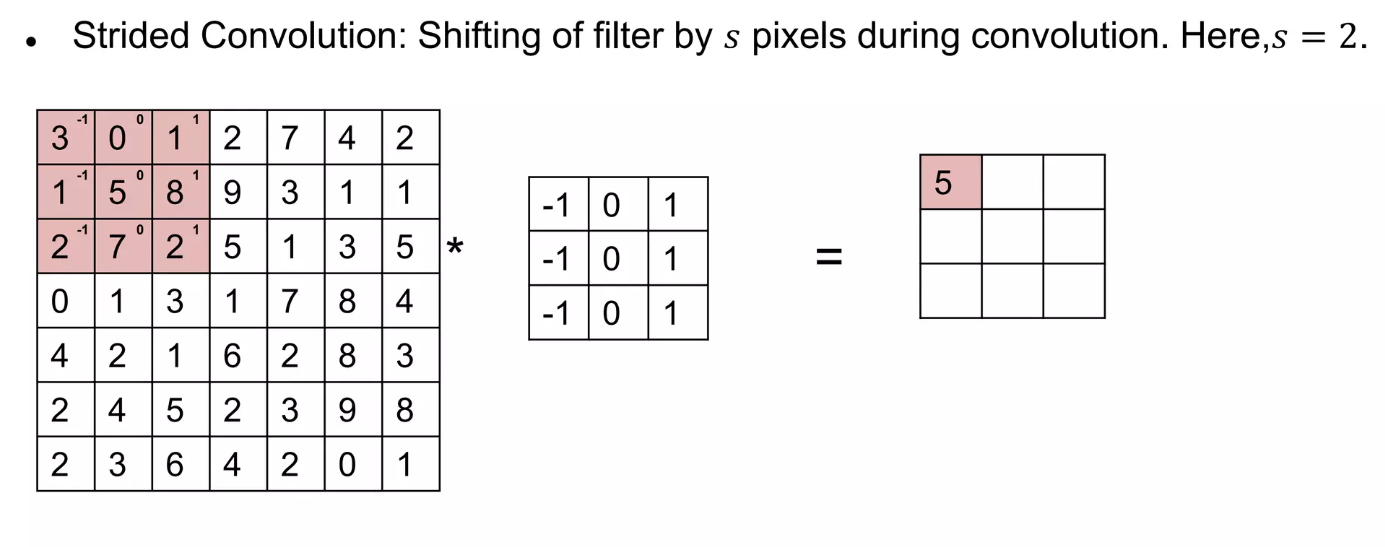 • Strided Convolution: Shifting of filter by s pixels during convolution. Here,s = 2.
3 -1 0 0 1 1 2 7 4 2
1 -1 5 0 8 1 9 3 1 1
2 -1 7 0 2 1 5 1 3 5
0 1 3 1 7 8 4
4 2 1 6 2 8 3
2 4 5 2 3 9 8
2 3 6 4 2 0 1
*
-1 0 1
-1 0 1
-1 0 1
=
5